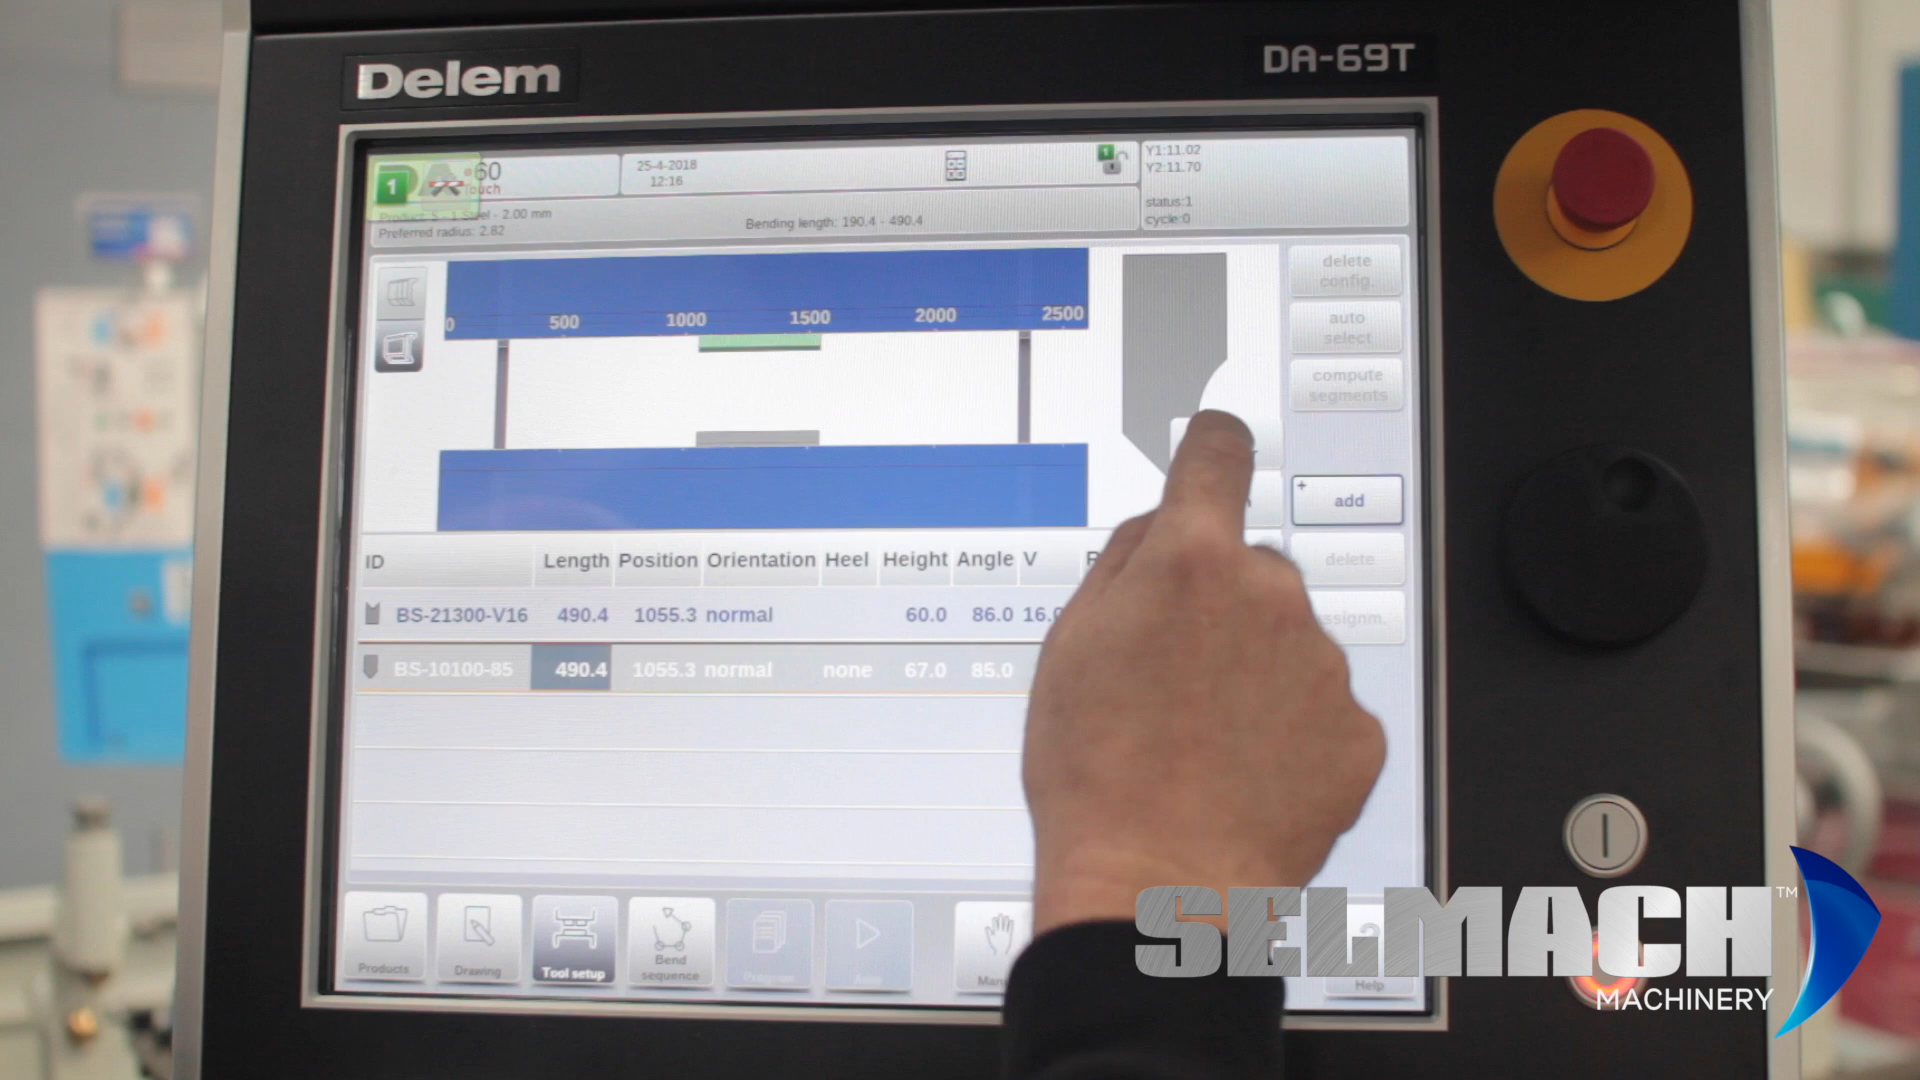 Delem
DA-69T
1
60
Touch
25-4-2018
12:16
1
Y1:11.02
Y2:11.70
status:1
cycle:0
Product: S - 1 Steel - 2.00 mm
Preferred radius: 2.82
Bending length: 190.4 - 490.4
0 500 1000 1500 2000 2500
delete
config.
auto
select
compute
segments
+ add
delete
ID Length Position Orientation Heel Height Angle V R
BS-21300-V16 490.4 1055.3 normal 60.0 86.0 16.0
BS-10100-85 490.4 1055.3 normal none 67.0 85.0
Products
Drawing
Tool setup
Bend
sequence
Help
SELMACH™
MACHINERY